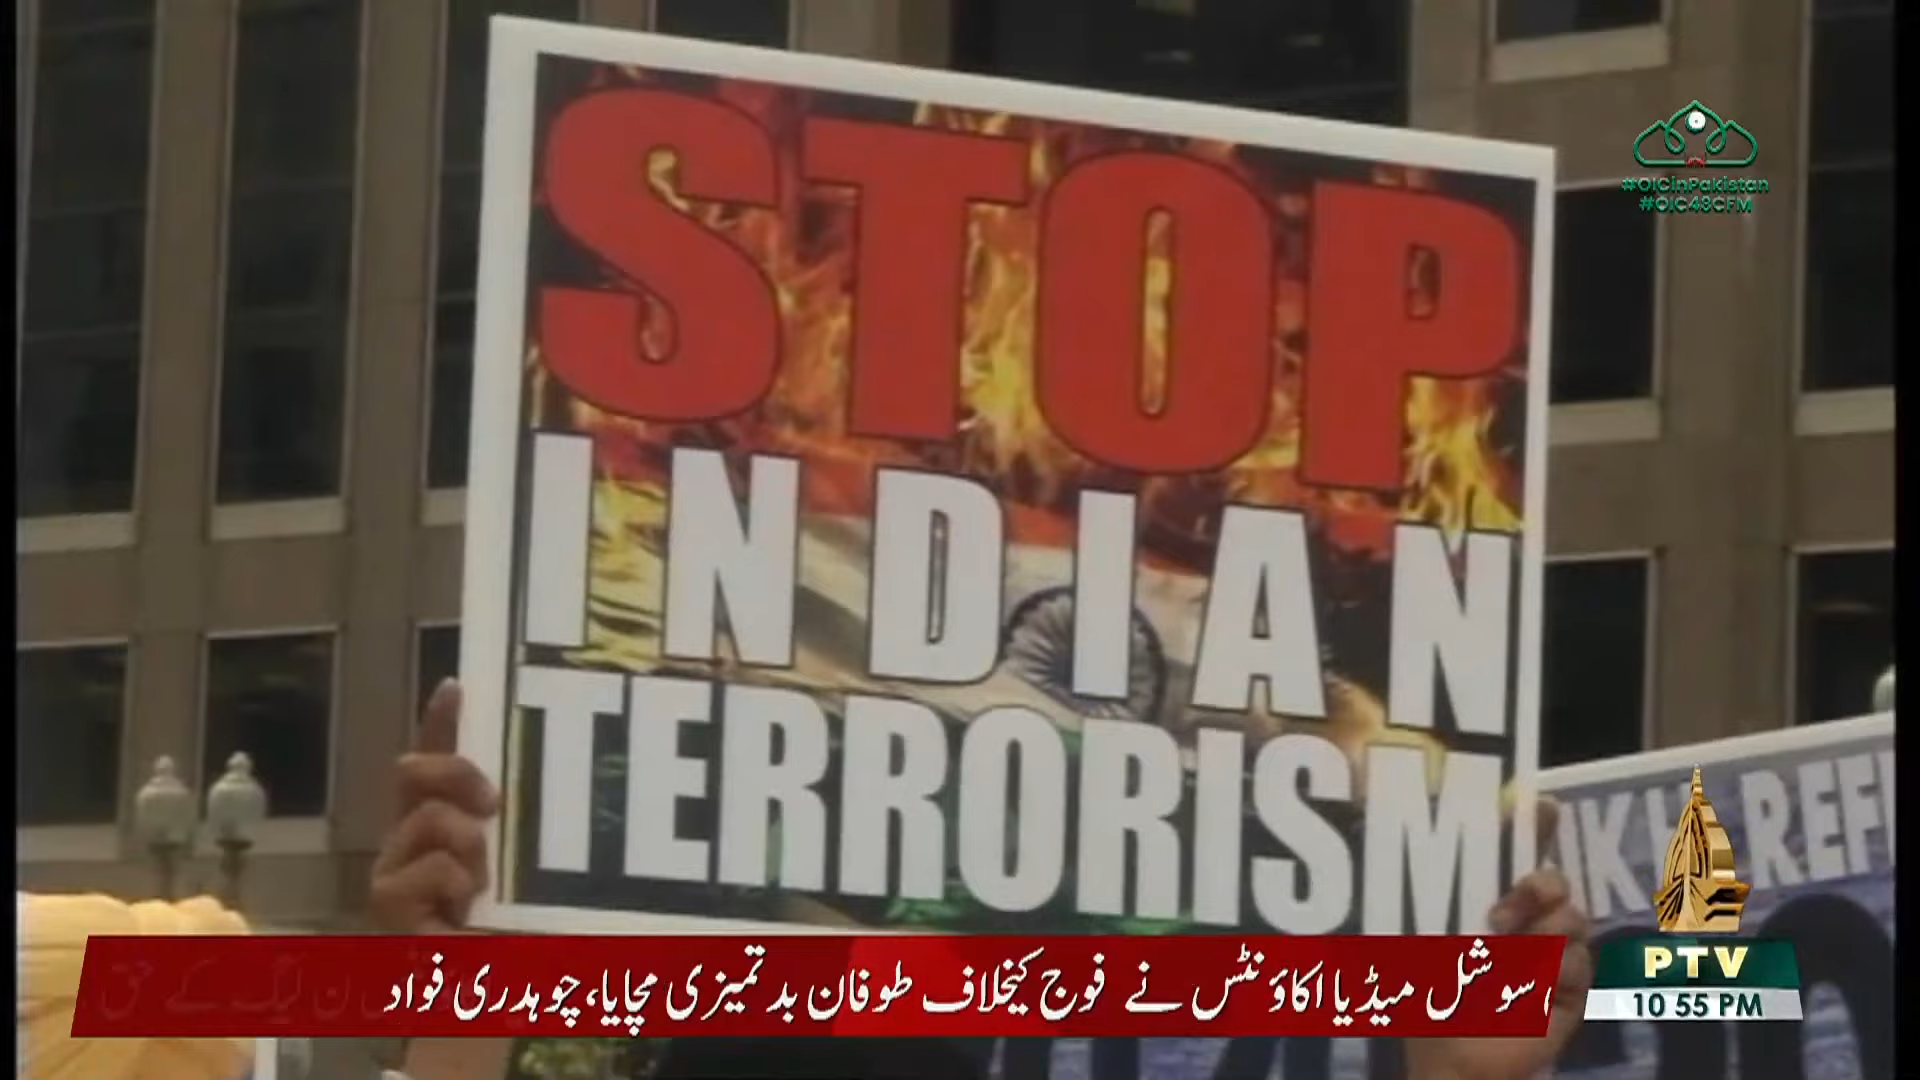 STOP
INDIAN
TERRORISM
#OICinPakistan
#OIC48CFM
REF
سوشل میڈیا اکاؤنٹس نے فوج کیخلاف طوفان بدتمیزی مچایا، چوہدری فواد
PTV
10 55 PM